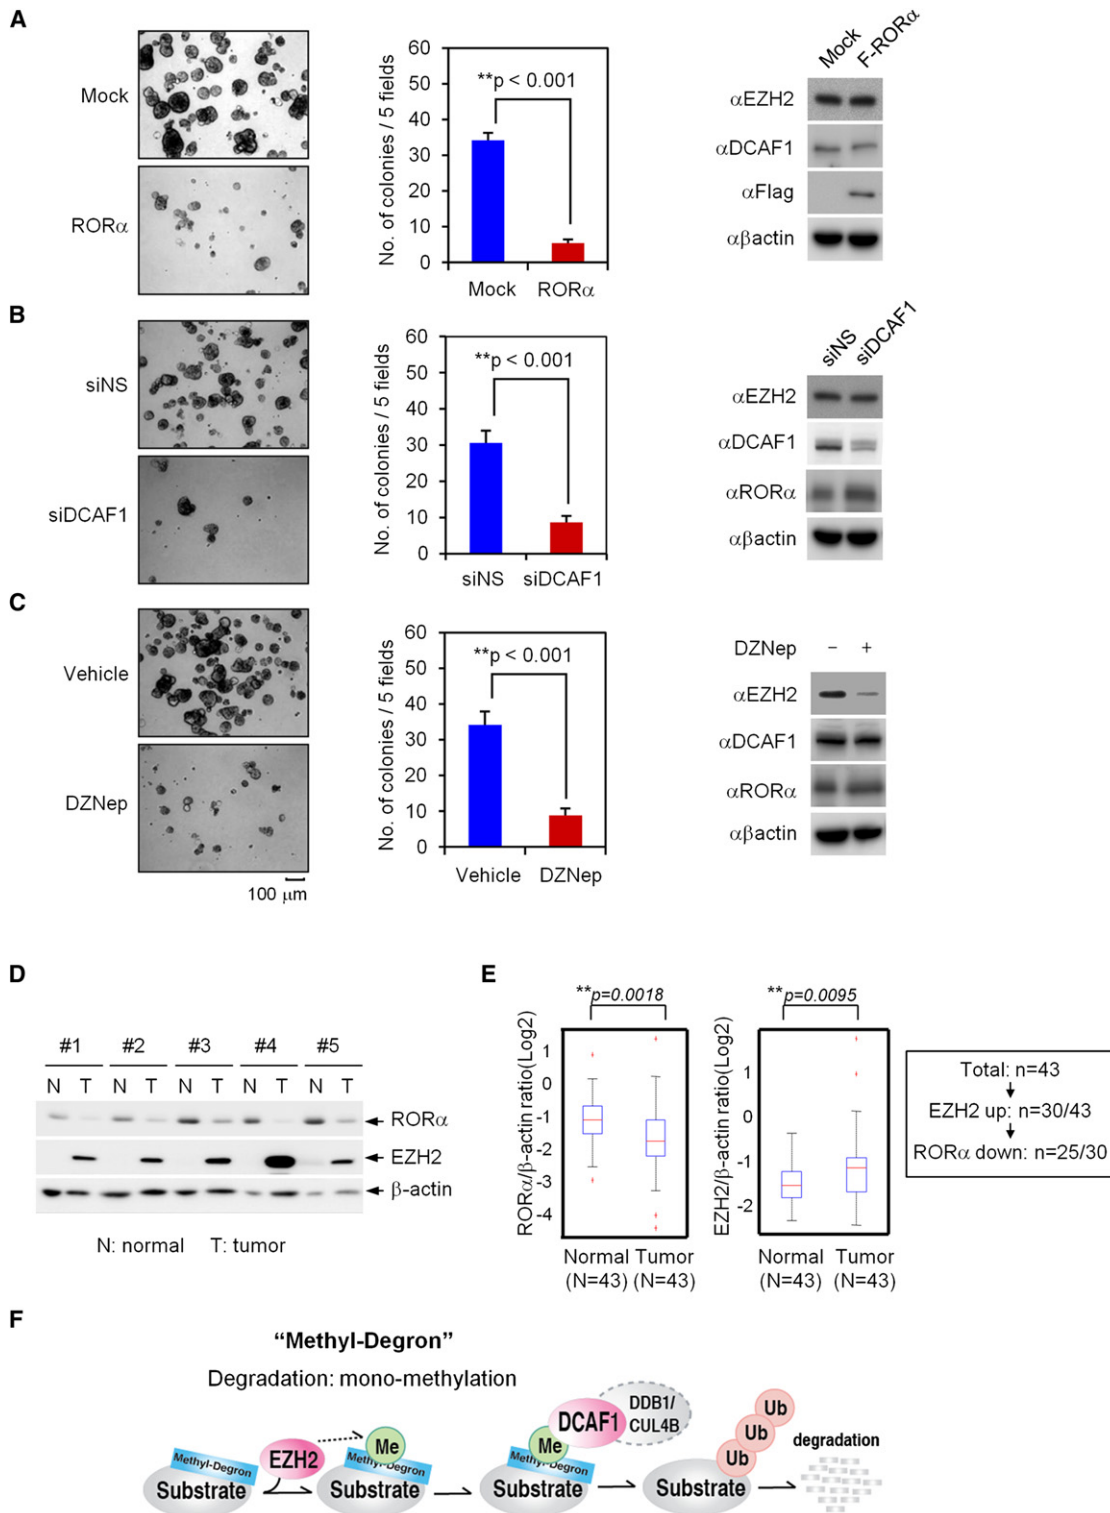 A
Mock
RORα
No. of colonies / 5 fields
60
50
40
30
20
10
0
**p < 0.001
Mock RORα
Mock F-RORα
αEZH2
αDCAF1
αFlag
αβactin
B
siNS
siDCAF1
No. of colonies / 5 fields
60
50
40
30
20
10
0
**p < 0.001
siNS siDCAF1
siNS siDCAF1
αEZH2
αDCAF1
αRORα
αβactin
C
Vehicle
DZNep
100 μm
No. of colonies / 5 fields
60
50
40
30
20
10
0
**p < 0.001
Vehicle DZNep
DZNep − +
αEZH2
αDCAF1
αRORα
αβactin
D
#1 #2 #3 #4 #5
N T N T N T N T N T
RORα
EZH2
β-actin
N: normal T: tumor
E
**p=0.0018
RORα/β-actin ratio(Log2)
1
0
-1
-2
-3
-4
Normal Tumor
(N=43) (N=43)
**p=0.0095
EZH2/β-actin ratio(Log2)
1
0
-1
-2
Normal Tumor
(N=43) (N=43)
Total: n=43
EZH2 up: n=30/43
RORα down: n=25/30
F
“Methyl-Degron”
Degradation: mono-methylation
Methyl-Degron
Substrate
EZH2
Me
Methyl-Degron
Substrate
DCAF1
DDB1/
CUL4B
Me
Methyl-Degron
Substrate
Ub
Ub
Ub
Substrate
degradation